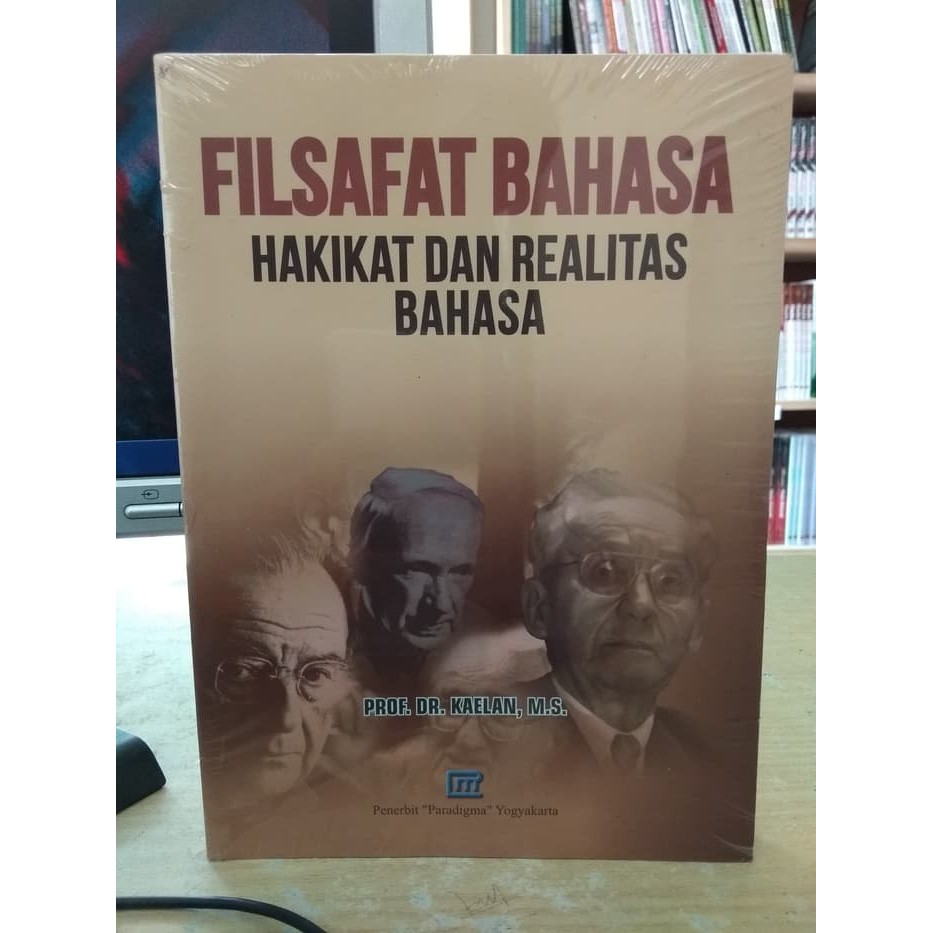 FILSAFAT BAHASA
HAKIKAT DAN REALITAS
BAHASA
PROF. DR. KAELAN, M.S.
Penerbit "Paradigma" Yogyakarta